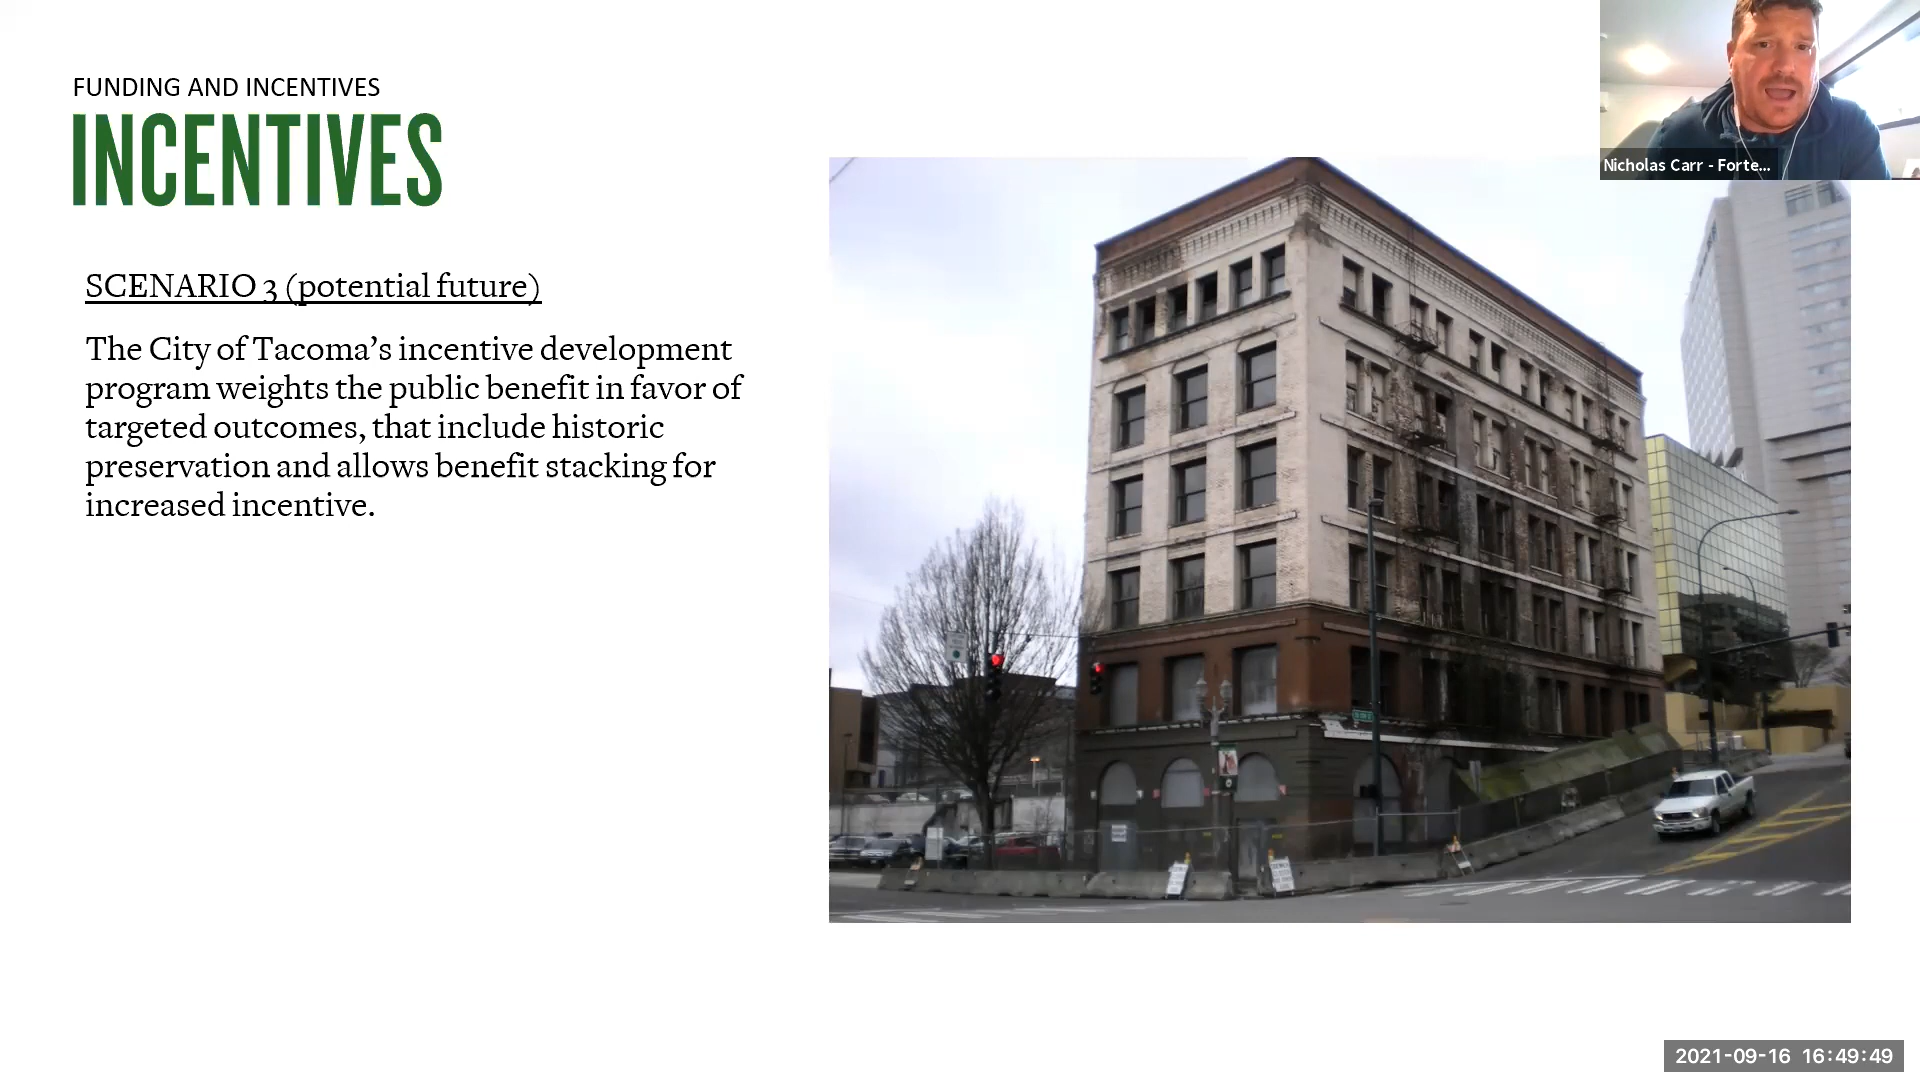 FUNDING AND INCENTIVES
INCENTIVES
SCENARIO 3 (potential future)
The City of Tacoma’s incentive development
program weights the public benefit in favor of
targeted outcomes, that include historic
preservation and allows benefit stacking for
increased incentive.
Nicholas Carr - Forte...
2021-09-16 16:49:49